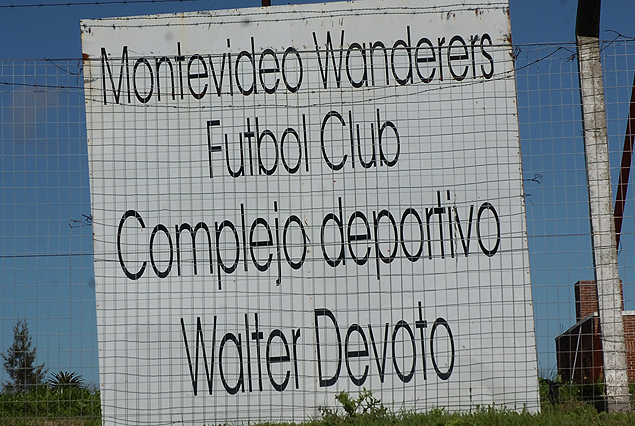 Montevideo Wanderers
Futbol Club
Complejo deportivo
Walter Devoto